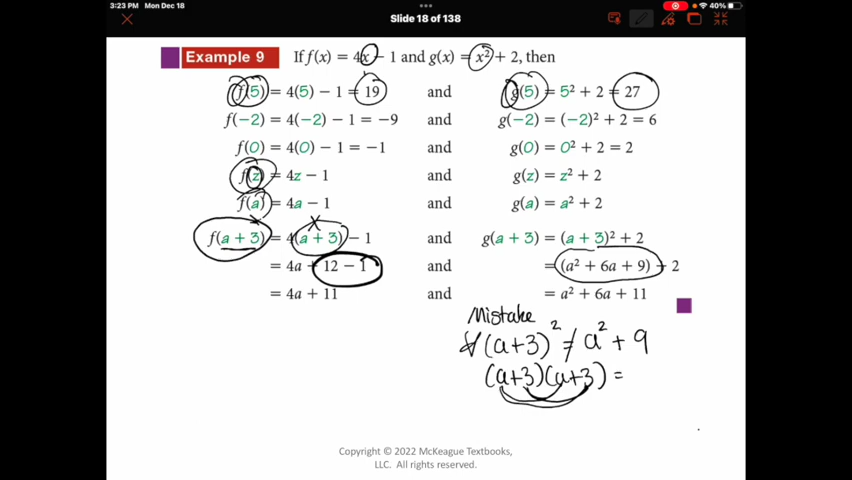 3:23 PM Mon Dec 18
40%
Slide 18 of 138
Example 9 If f(x) = 4x − 1 and g(x) = x² + 2, then
f(5) = 4(5) − 1 = 19 and g(5) = 5² + 2 = 27
f(−2) = 4(−2) − 1 = −9 and g(−2) = (−2)² + 2 = 6
f(0) = 4(0) − 1 = −1 and g(0) = 0² + 2 = 2
f(z) = 4z − 1 and g(z) = z² + 2
f(a) = 4a − 1 and g(a) = a² + 2
x
f(a + 3) = 4(a + 3) − 1 and g(a + 3) = (a + 3)² + 2
= 4a + 12 − 1 and = (a² + 6a + 9) + 2
= 4a + 11 and = a² + 6a + 11
Mistake
(a+3)² ≠ a² + 9
(a+3)(a+3) =
Copyright © 2022 McKeague Textbooks,
LLC. All rights reserved.